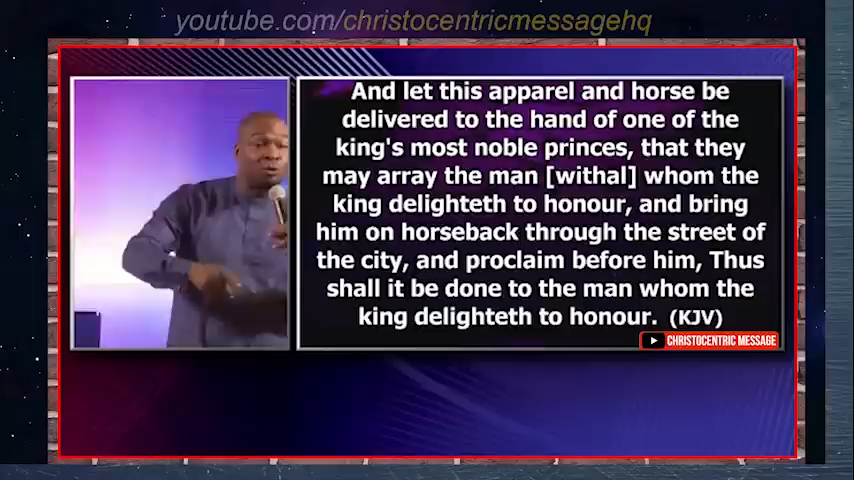 youtube.com/christocentricmessagehq
And let this apparel and horse be
delivered to the hand of one of the
king's most noble princes, that they
may array the man [withal] whom the
king delighteth to honour, and bring
him on horseback through the street of
the city, and proclaim before him, Thus
shall it be done to the man whom the
king delighteth to honour. (KJV)
CHRISTOCENTRIC MESSAGE